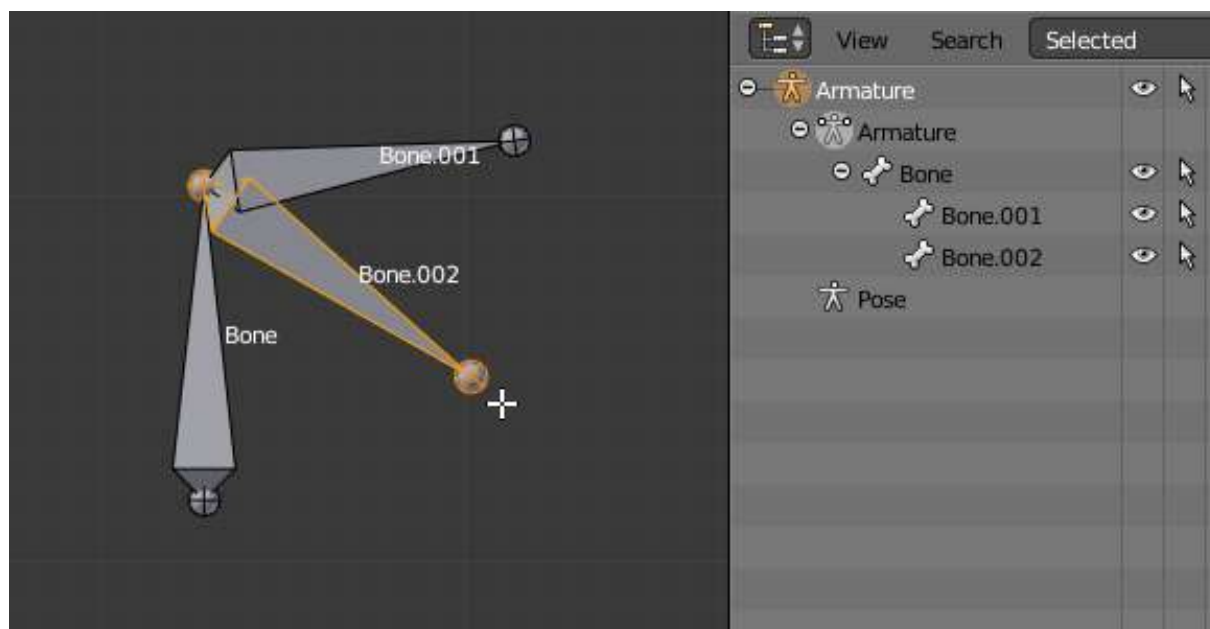 View Search Selected
Armature
Armature
Bone
Bone.001
Bone.002
Pose
Bone.001
Bone.002
Bone